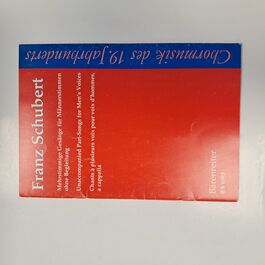 Chormusik des 19. Jahrhunderts
Franz Schubert
Mehrstimmige Gesänge für Männerstimmen
ohne Begleitung
Unaccompanied Part-Songs for Men's Voices
Chants à plusieurs voix pour voix d'hommes,
a cappella
Bärenreiter